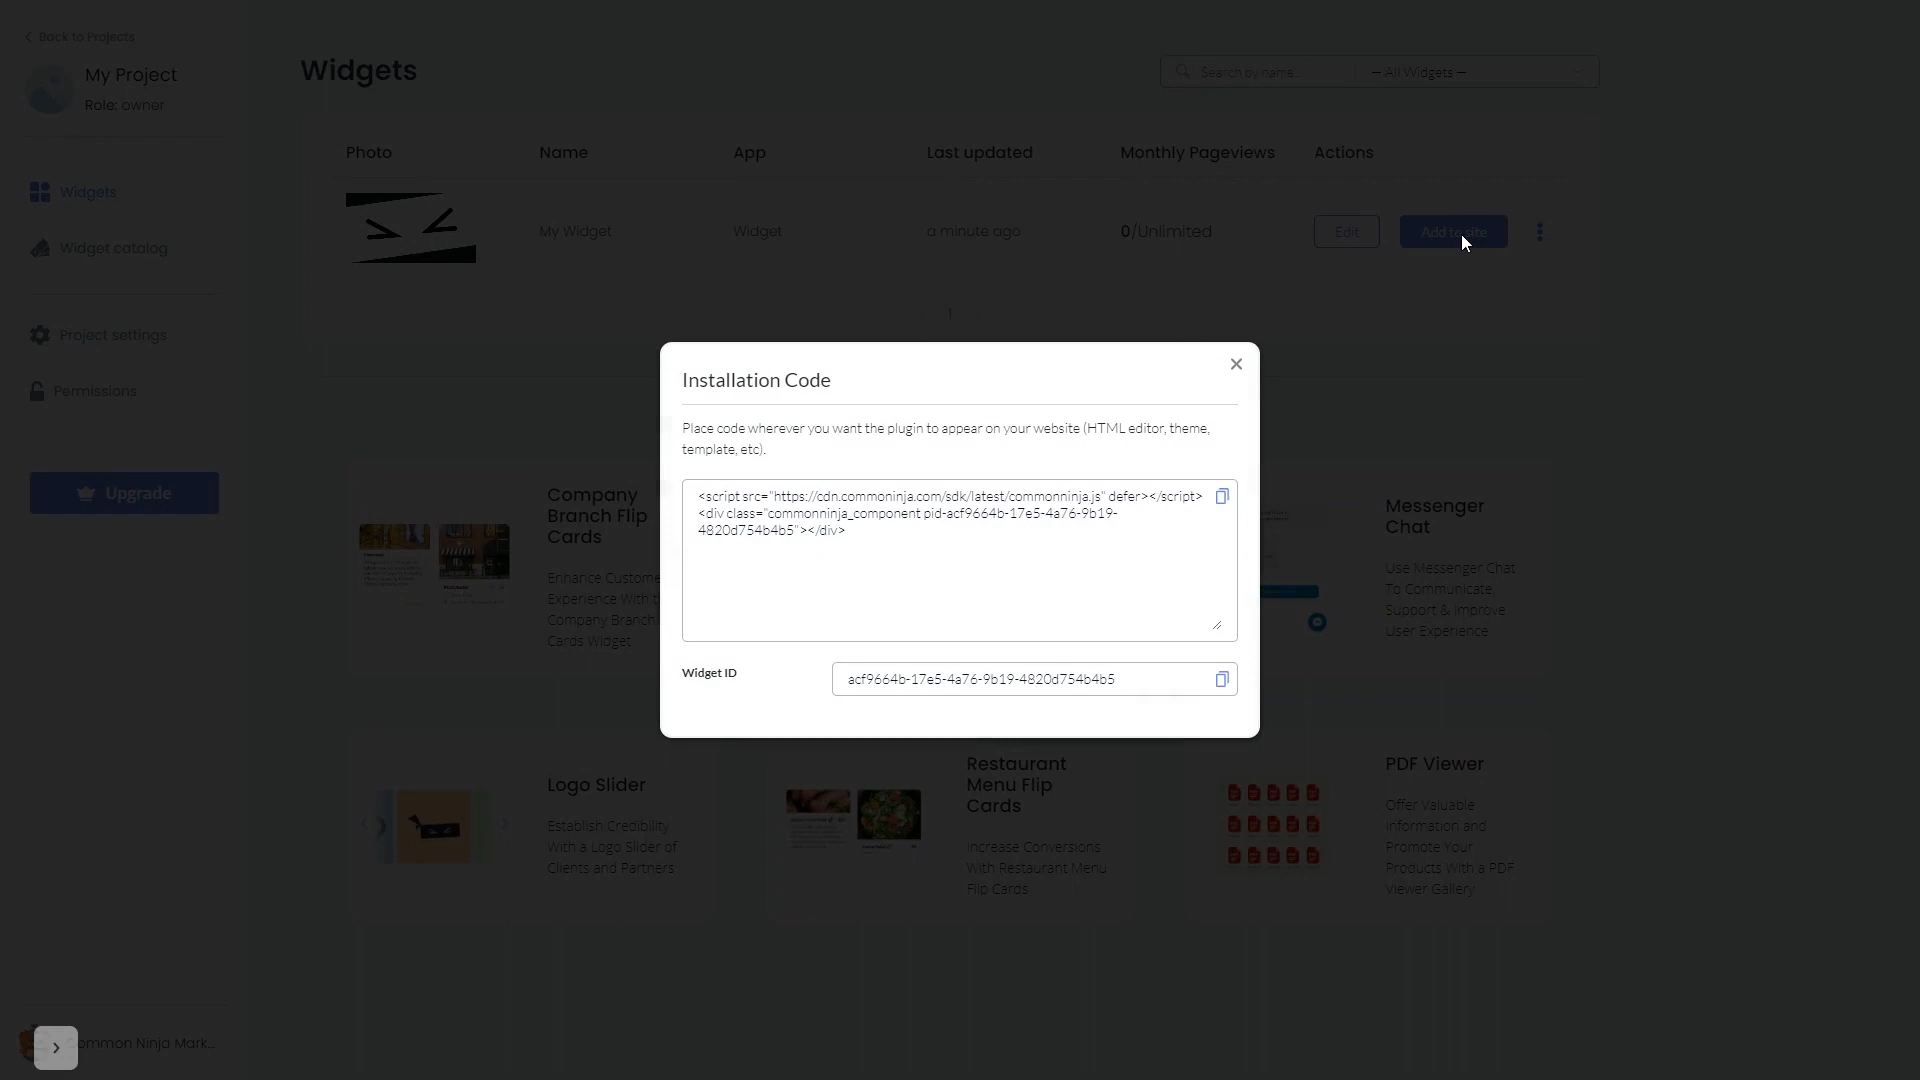 Back to Projects
My Project
Role: owner
Widgets
Widget catalog
Project settings
Permissions
Upgrade
Common Ninja Mark...
Widgets
Search by name...
— All Widgets —
Photo
Name
App
Last updated
Monthly Pageviews
Actions
My Widget
Widget
a minute ago
0/Unlimited
Edit
Add to site
1
Installation Code
Place code wherever you want the plugin to appear on your website (HTML editor, theme,
template, etc).
<script src="https://cdn.commoninja.com/sdk/latest/commonninja.js" defer></script>
<div class="commonninja_component pid-acf9664b-17e5-4a76-9b19-
4820d754b4b5"></div>
Widget ID
acf9664b-17e5-4a76-9b19-4820d754b4b5
Company
Branch Flip
Cards
Enhance Custome
Experience With t
Company Branch
Cards Widget
Messenger
Chat
Use Messenger Chat
To Communicate,
Support & Improve
User Experience
Logo Slider
Establish Credibility
With a Logo Slider of
Clients and Partners
Restaurant
Menu Flip
Cards
Increase Conversions
With Restaurant Menu
Flip Cards
PDF Viewer
Offer Valuable
Information and
Promote Your
Products With a PDF
Viewer Gallery